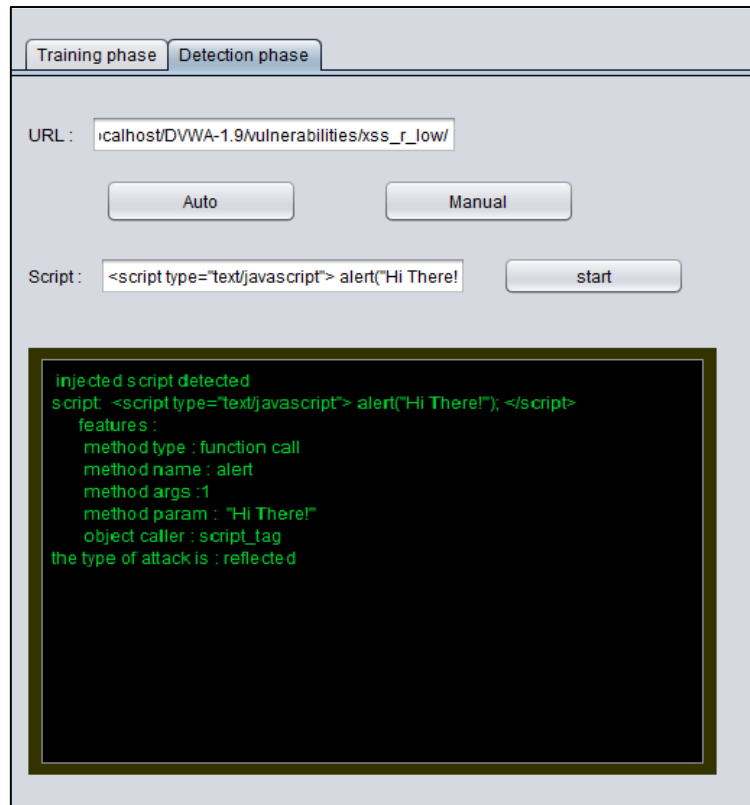 Training phase Detection phase
URL : calhost/DVWA-1.9/vulnerabilities/xss_r_low/
Auto Manual
Script : <script type="text/javascript"> alert("Hi There! start
injected script detected
script: <script type="text/javascript"> alert("Hi There!"); </script>
features :
method type : function call
method name : alert
method args :1
method param : "Hi There!"
object caller : script_tag
the type of attack is : reflected